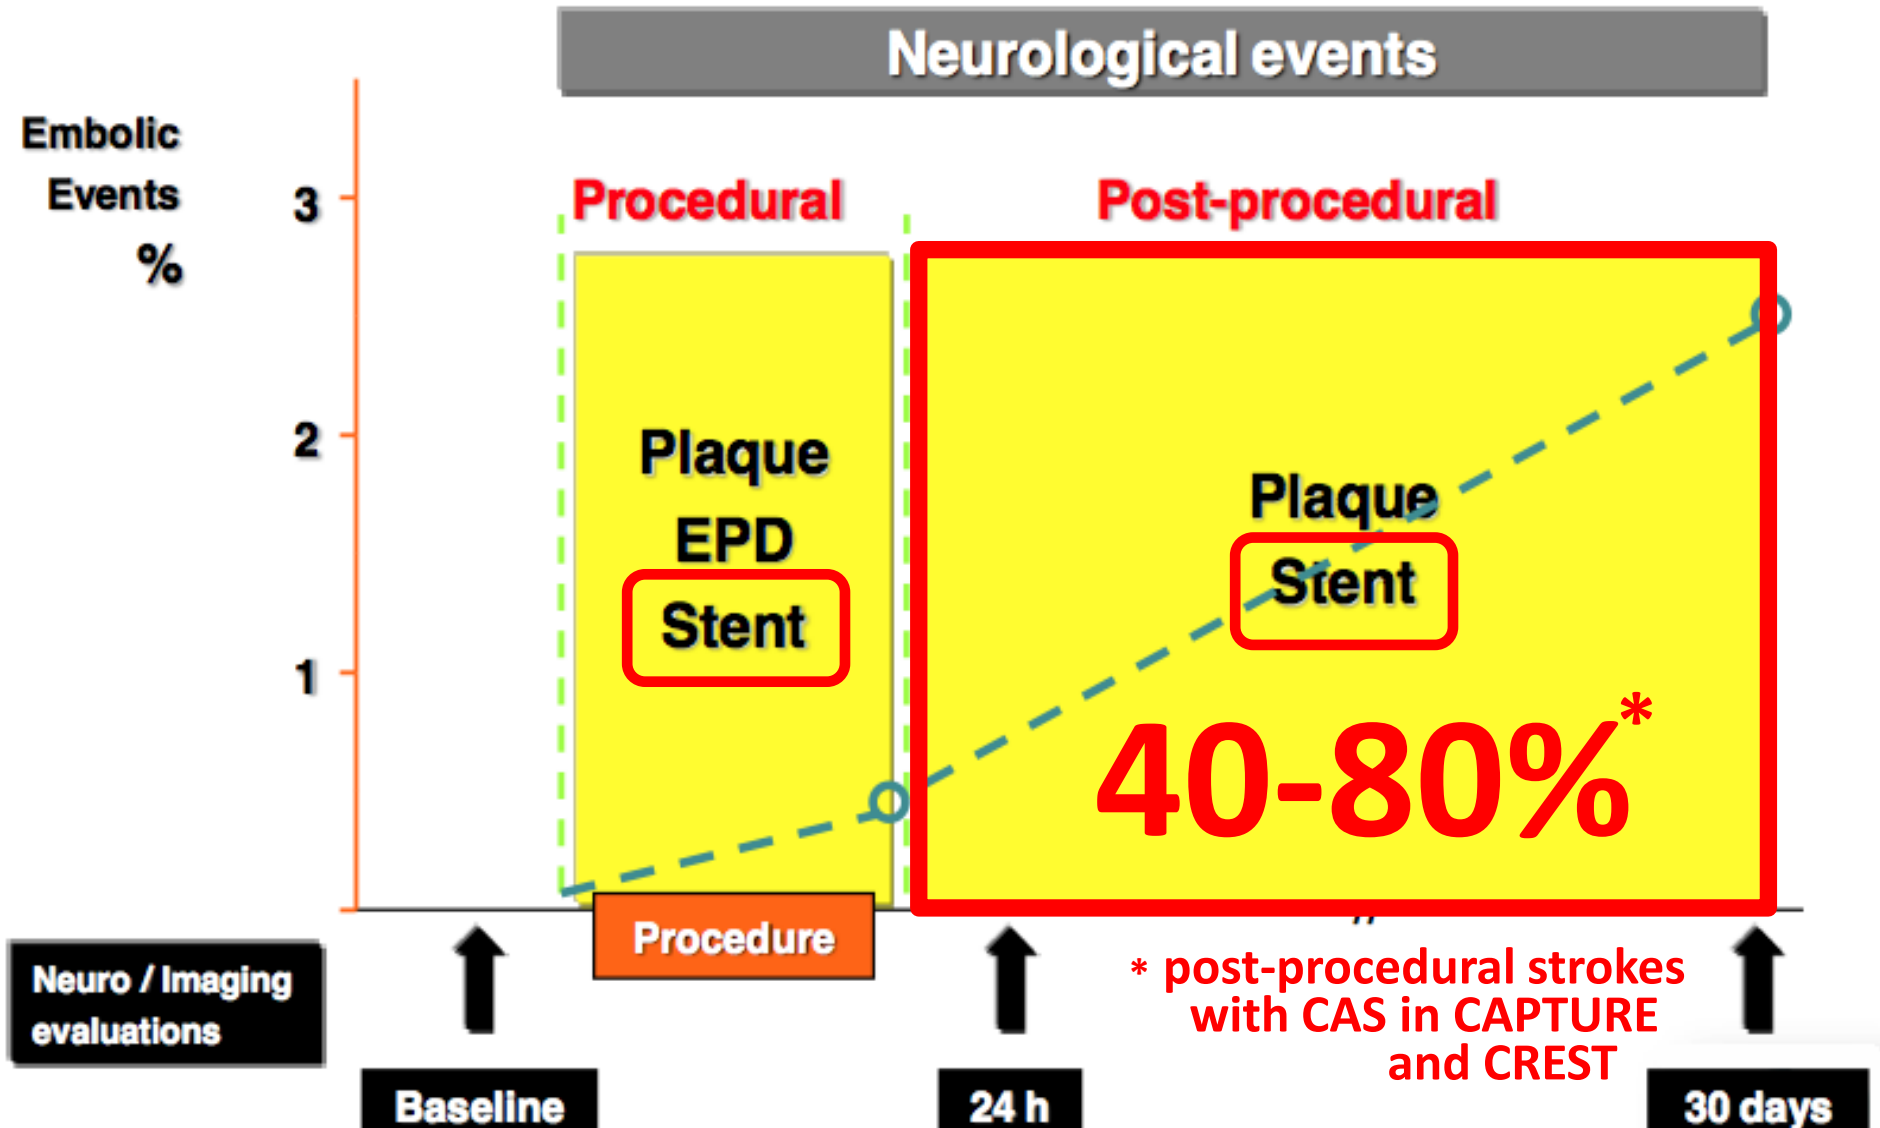 Neurological events
Embolic
Events
%
3
2
1
Procedural
Post-procedural
Plaque
EPD
Stent
Plaque
Stent
40-80%*
Procedure
//
Neuro / Imaging
evaluations
* post-procedural strokes
with CAS in CAPTURE
and CREST
Baseline
24 h
30 days